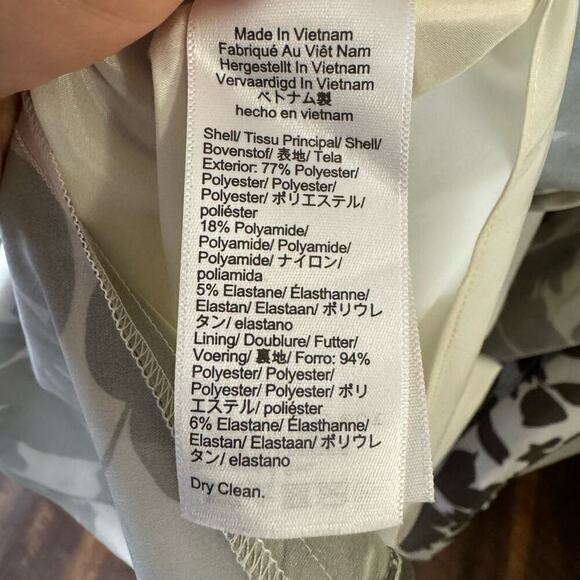 Made In Vietnam
Fabriqué Au Viêt Nam
Hergestellt In Vietnam
Vervaardigd In Vietnam
ベトナム製
hecho en vietnam
Shell/ Tissu Principal/ Shell/
Bovenstof/ 表地/ Tela
Exterior: 77% Polyester/
Polyester/ Polyester/
Polyester/ ポリエステル/
poliéster
18% Polyamide/
Polyamide/ Polyamide/
Polyamide/ ナイロン/
poliamida
5% Elastane/ Élasthanne/
Elastan/ Elastaan/ ポリウレ
タン/ elastano
Lining/ Doublure/ Futter/
Voering/ 裏地/ Forro: 94%
Polyester/ Polyester/
Polyester/ Polyester/ ポリ
エステル/ poliéster
6% Elastane/ Élasthanne/
Elastan/ Elastaan/ ポリウレ
タン/ elastano
Dry Clean.